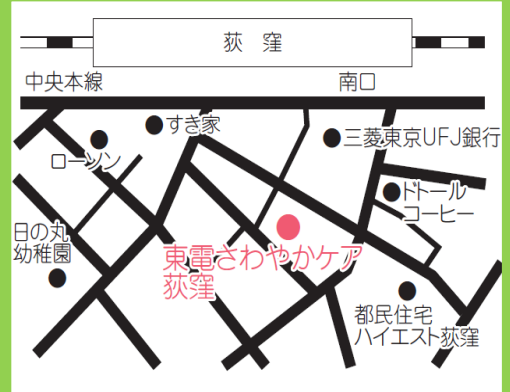 荻窪
中央本線
南口
すき家
三菱東京UFJ銀行
ローソン
ドトール
コーヒー
日の丸
幼稚園
東電さわやかケア
荻窪
都民住宅
ハイエスト荻窪